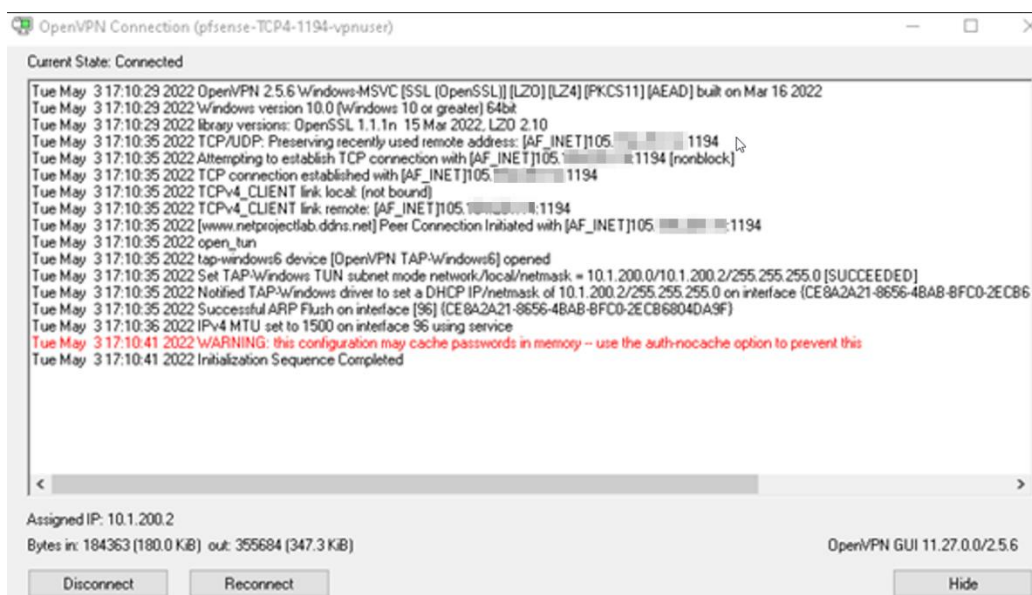 OpenVPN Connection (pfsense-TCP4-1194-vpnuser)
Current State: Connected
Tue May 3 17:10:29 2022 OpenVPN 2.5.6 Windows-MSVC [SSL (OpenSSL)] [LZO] [LZ4] [PKCS11] [AEAD] built on Mar 16 2022
Tue May 3 17:10:29 2022 Windows version 10.0 (Windows 10 or greater) 64bit
Tue May 3 17:10:29 2022 library versions: OpenSSL 1.1.1n 15 Mar 2022, LZO 2.10
Tue May 3 17:10:35 2022 TCP/UDP: Preserving recently used remote address: [AF_INET]105. 1194
Tue May 3 17:10:35 2022 Attempting to establish TCP connection with [AF_INET]105. :1194 [nonblock]
Tue May 3 17:10:35 2022 TCP connection established with [AF_INET]105. 1194
Tue May 3 17:10:35 2022 TCPv4_CLIENT link local: (not bound)
Tue May 3 17:10:35 2022 TCPv4_CLIENT link remote: [AF_INET]105. :1194
Tue May 3 17:10:35 2022 [www.netprojectlab.ddns.net] Peer Connection Initiated with [AF_INET]105. :1194
Tue May 3 17:10:35 2022 open_tun
Tue May 3 17:10:35 2022 tap-windows6 device [OpenVPN TAP-Windows6] opened
Tue May 3 17:10:35 2022 Set TAP-Windows TUN subnet mode network/local/netmask = 10.1.200.0/10.1.200.2/255.255.255.0 [SUCCEEDED]
Tue May 3 17:10:35 2022 Notified TAP-Windows driver to set a DHCP IP/netmask of 10.1.200.2/255.255.255.0 on interface {CE8A2A21-8656-4BAB-BFC0-2ECB6
Tue May 3 17:10:35 2022 Successful ARP Flush on interface [96] {CE8A2A21-8656-4BAB-BFC0-2ECB6804DA9F}
Tue May 3 17:10:36 2022 IPv4 MTU set to 1500 on interface 96 using service
Tue May 3 17:10:41 2022 WARNING: this configuration may cache passwords in memory -- use the auth-nocache option to prevent this
Tue May 3 17:10:41 2022 Initialization Sequence Completed
Assigned IP: 10.1.200.2
Bytes in: 184363 (180.0 KiB) out: 355684 (347.3 KiB)
OpenVPN GUI 11.27.0.0/2.5.6
Disconnect
Reconnect
Hide